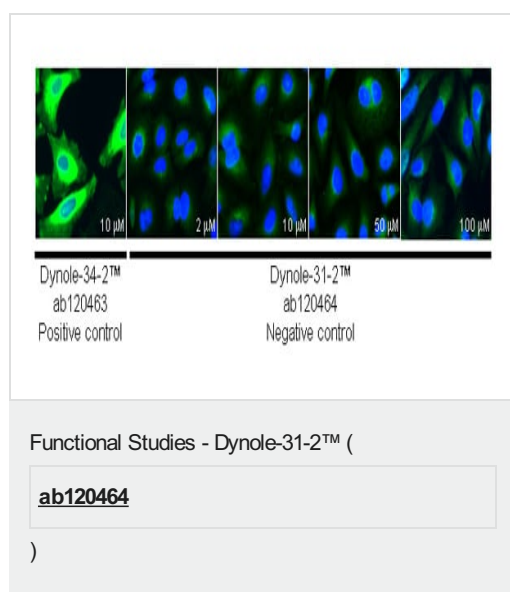 10 µM 2 µM 10 µM 50 µM 100 µM
Dynole-34-2™ Dynole-31-2™
ab120463 ab120464
Positive control Negative control
Functional Studies - Dynole-31-2™ (
ab120464
)